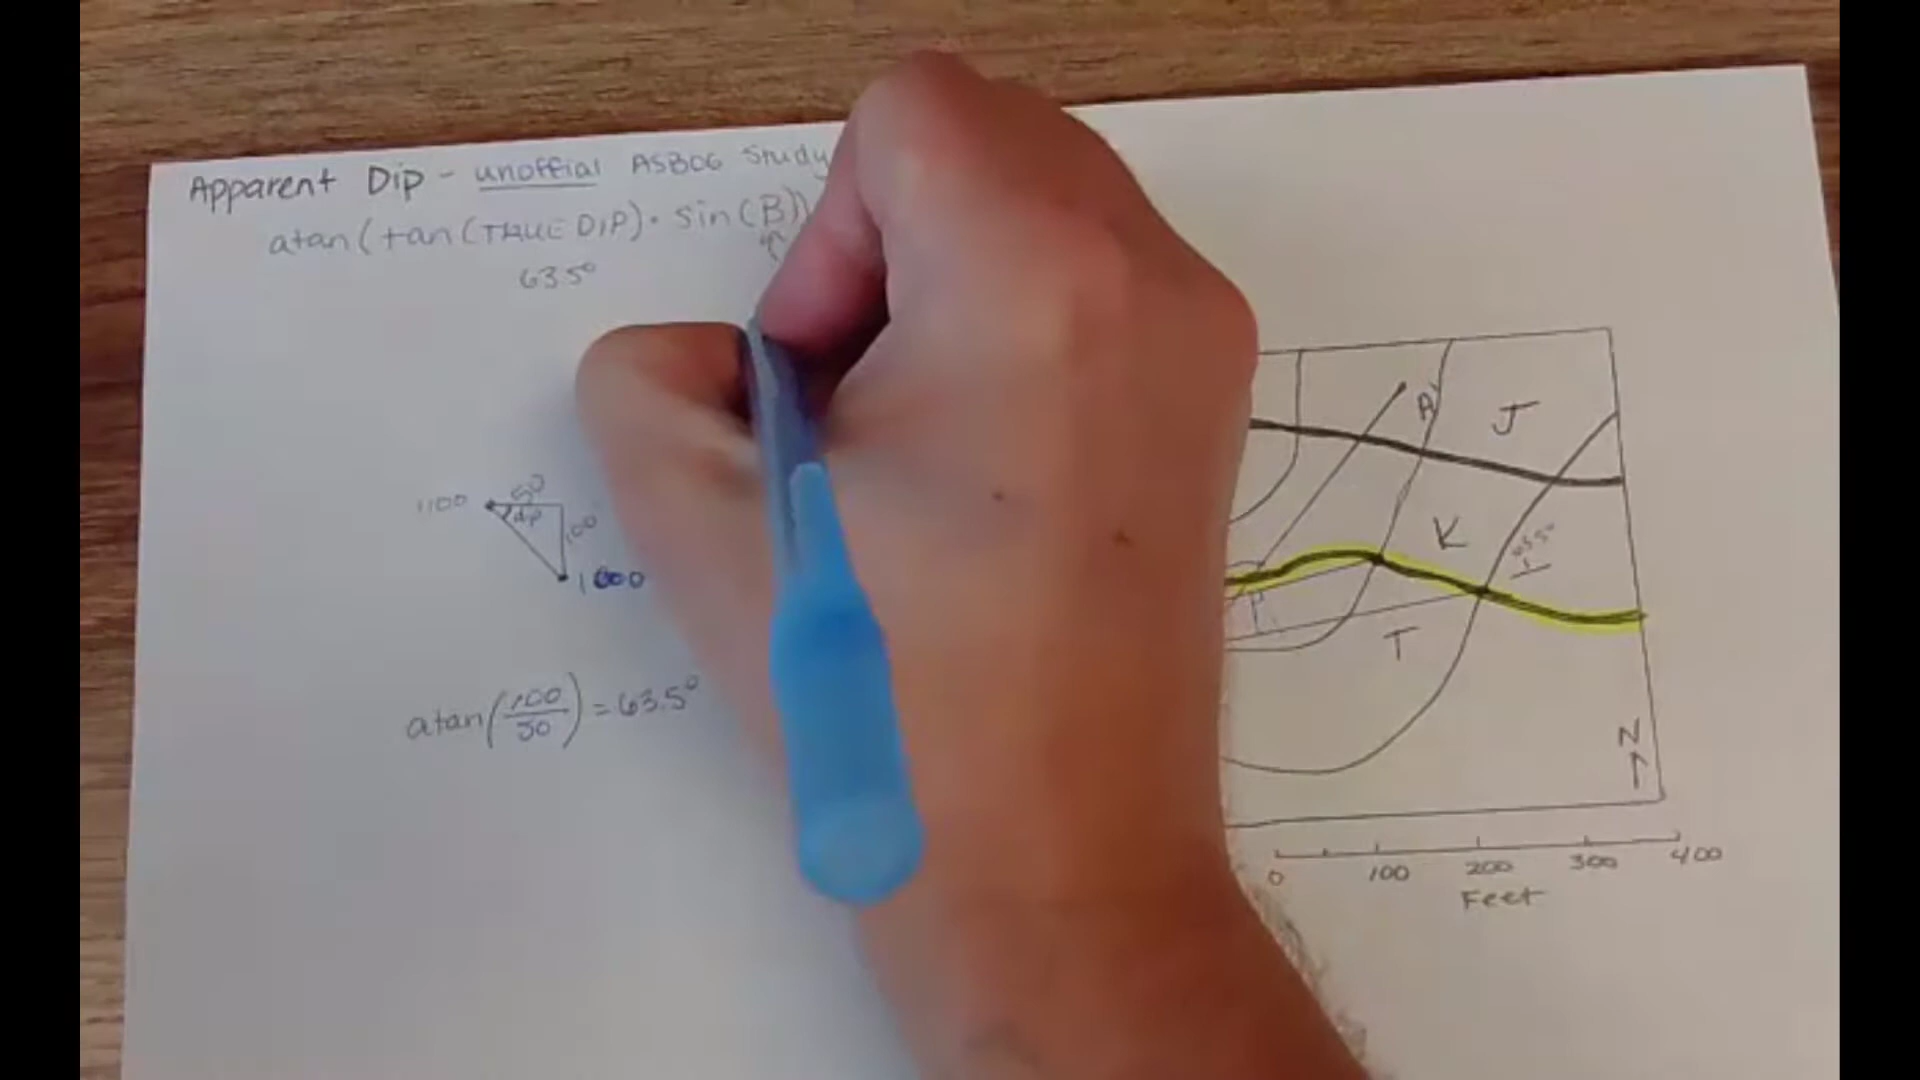 Apparent Dip - unoffial ASBOG Study
atan(tan(TRUE DIP) · sin(B))
63.5°
1100
50
dip
100
1000
atan(100/50) = 63.5°
A'
J
K
63.5°
T
N
0 100 200 300 400
Feet